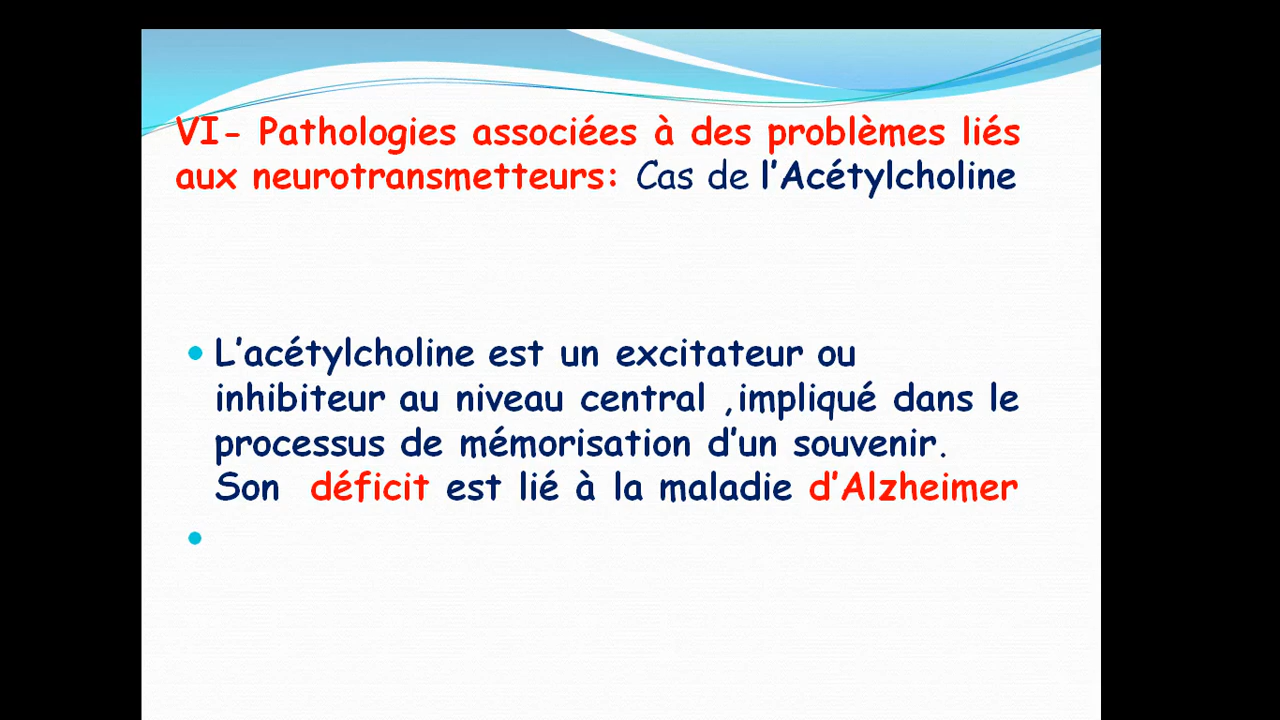 VI- Pathologies associées à des problèmes liés
aux neurotransmetteurs: Cas de l'Acétylcholine
• L'acétylcholine est un excitateur ou
inhibiteur au niveau central ,impliqué dans le
processus de mémorisation d'un souvenir.
Son déficit est lié à la maladie d'Alzheimer
•